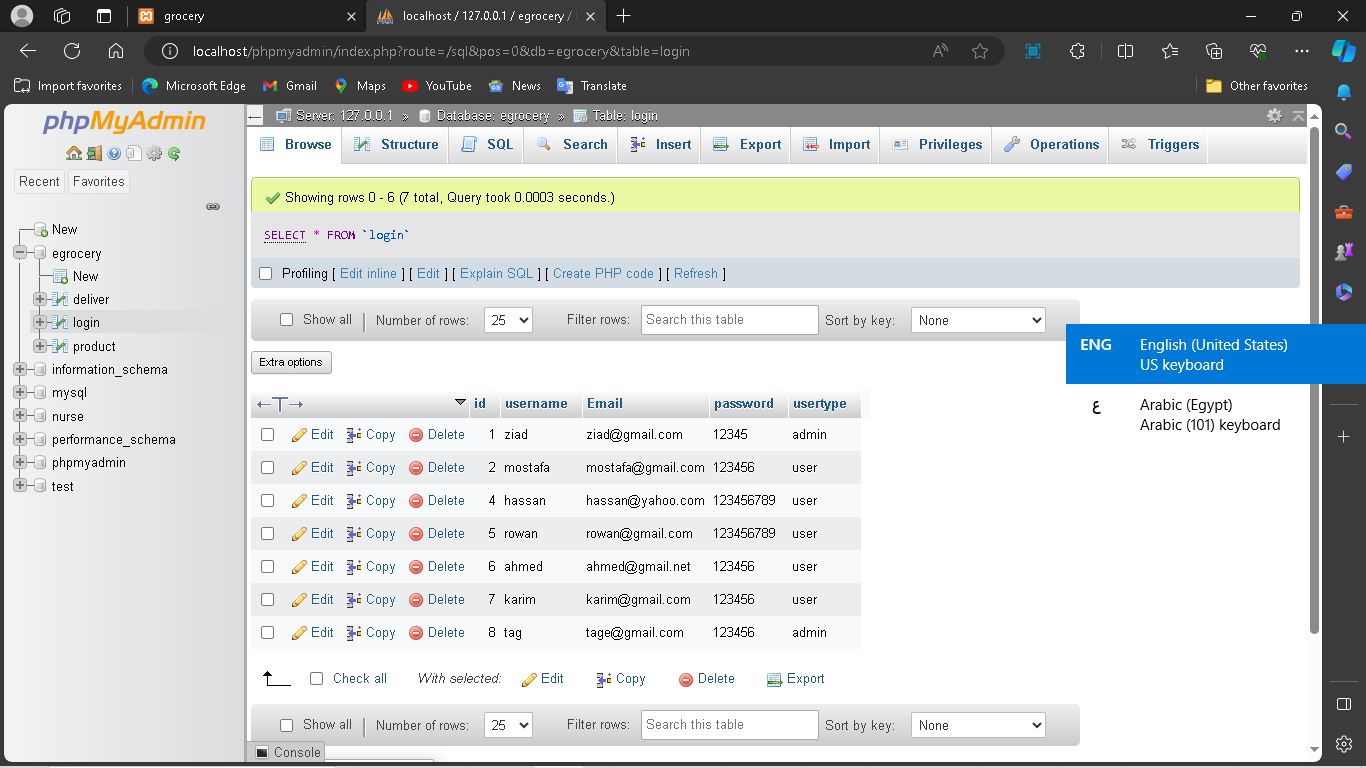 grocery
localhost / 127.0.0.1 / egrocery /
localhost/phpmyadmin/index.php?route=/sql&pos=0&db=egrocery&table=login
Import favorites
Microsoft Edge
Gmail
Maps
YouTube
News
Translate
Other favorites
phpMyAdmin
Recent
Favorites
New
egrocery
New
deliver
login
product
information_schema
mysql
nurse
performance_schema
phpmyadmin
test
Server: 127.0.0.1 » Database: egrocery » Table: login
Browse Structure SQL Search Insert Export Import Privileges Operations Triggers
Showing rows 0 - 6 (7 total, Query took 0.0003 seconds.)
SELECT * FROM `login`
Profiling [ Edit inline ] [ Edit ] [ Explain SQL ] [ Create PHP code ] [ Refresh ]
Show all Number of rows: 25 Filter rows: Search this table Sort by key: None
Extra options
id username Email password usertype
Edit Copy Delete 1 ziad ziad@gmail.com 12345 admin
Edit Copy Delete 2 mostafa mostafa@gmail.com 123456 user
Edit Copy Delete 4 hassan hassan@yahoo.com 123456789 user
Edit Copy Delete 5 rowan rowan@gmail.com 123456789 user
Edit Copy Delete 6 ahmed ahmed@gmail.net 123456 user
Edit Copy Delete 7 karim karim@gmail.com 123456 user
Edit Copy Delete 8 tag tage@gmail.com 123456 admin
Check all With selected: Edit Copy Delete Export
Show all Number of rows: 25 Filter rows: Search this table Sort by key: None
Console
ENG English (United States)
US keyboard
ع Arabic (Egypt)
Arabic (101) keyboard